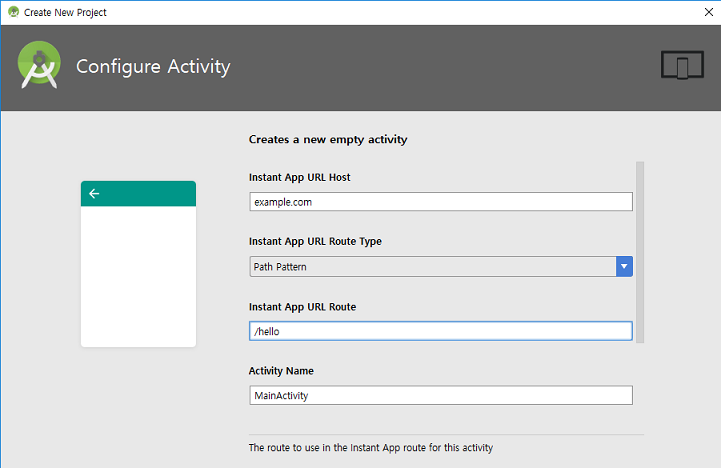 Create New Project
Configure Activity
Creates a new empty activity
Instant App URL Host
example.com
Instant App URL Route Type
Path Pattern
Instant App URL Route
/hello
Activity Name
MainActivity
The route to use in the Instant App route for this activity